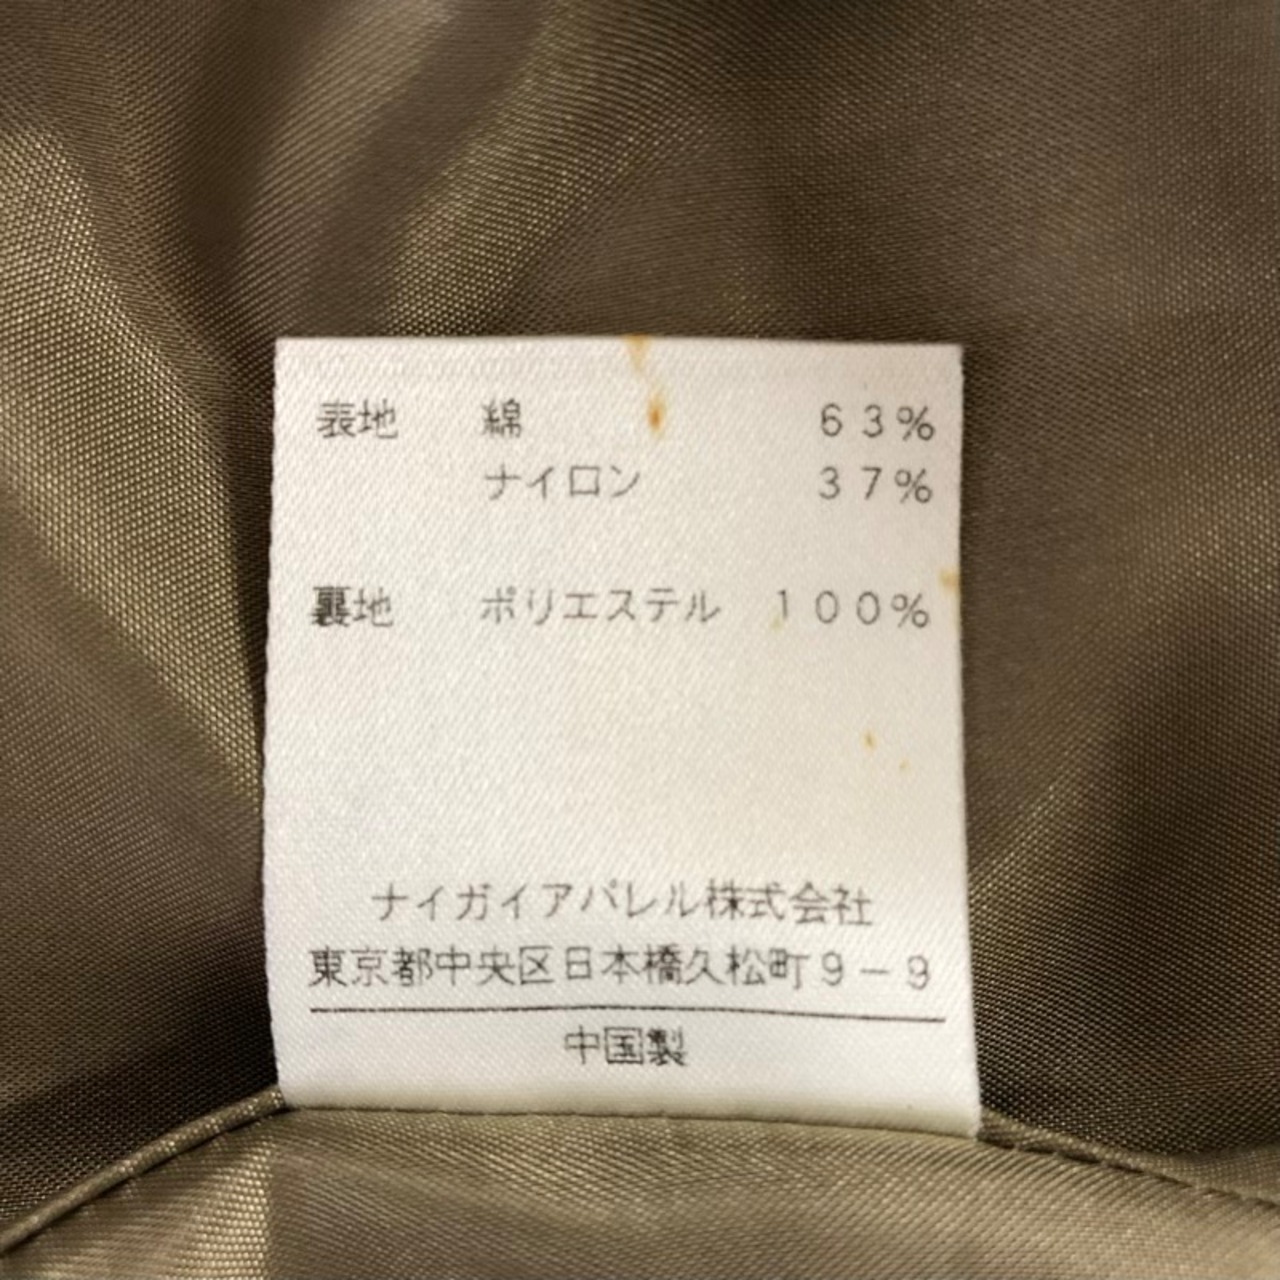 表地　綿　６３％
ナイロン　３７％
裏地　ポリエステル　１００％
ナイガイアパレル株式会社
東京都中央区日本橋久松町９－９
中国製